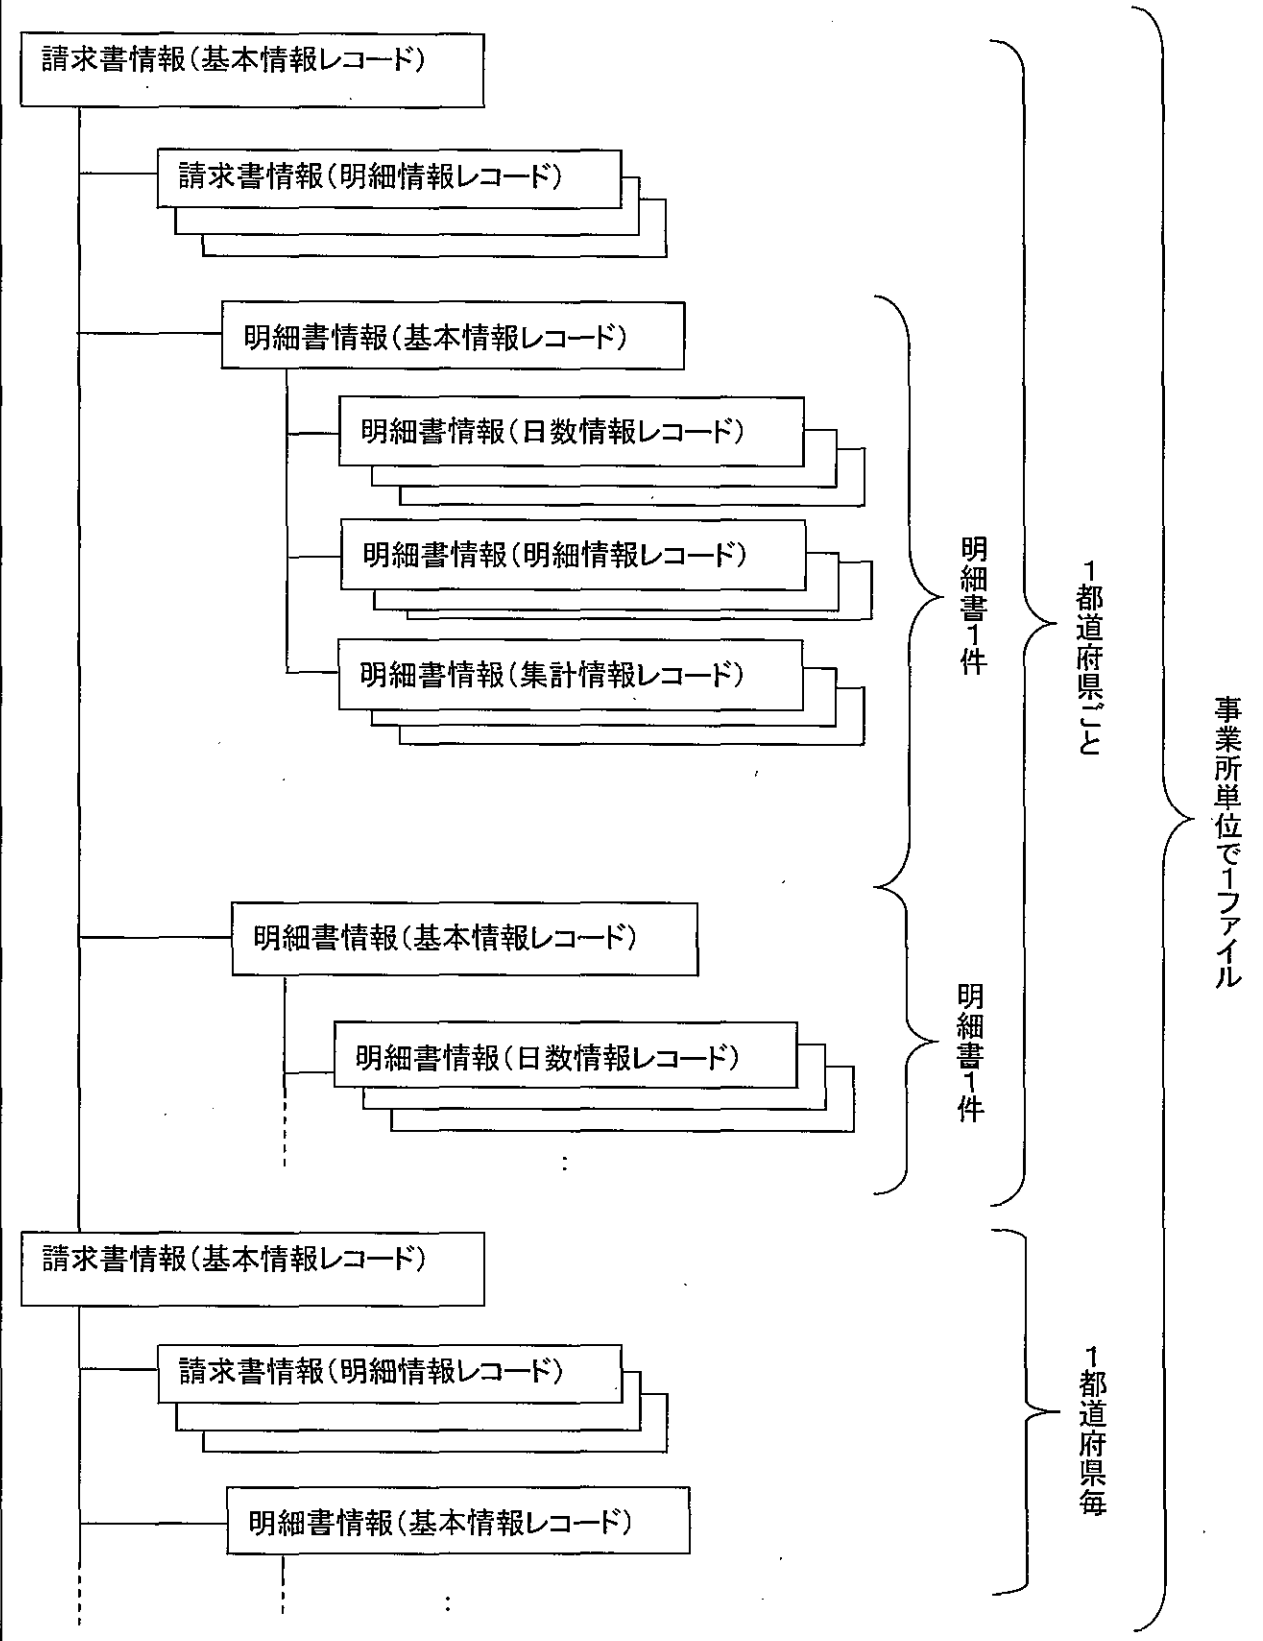 請求書情報(基本情報レコード)
請求書情報(明細情報レコード)
明細書情報(基本情報レコード)
明細書情報(日数情報レコード)
明細書情報(明細情報レコード)
明細書情報(集計情報レコード)
明細書1件
1都道府県ごと
事業所単位で1ファイル
明細書情報(基本情報レコード)
明細書情報(日数情報レコード)
:
明細書1件
請求書情報(基本情報レコード)
請求書情報(明細情報レコード)
明細書情報(基本情報レコード)
:
1都道府県毎